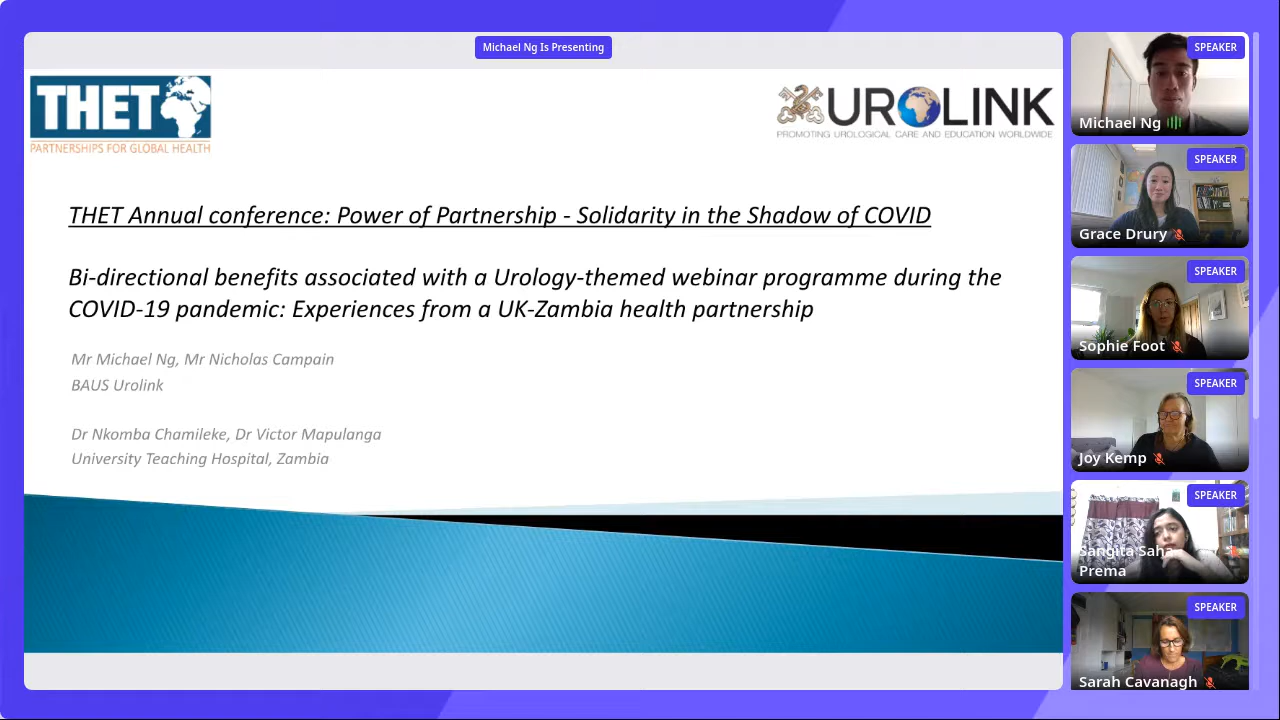 Michael Ng Is Presenting
THET
PARTNERSHIPS FOR GLOBAL HEALTH
UROLINK
PROMOTING UROLOGICAL CARE AND EDUCATION WORLDWIDE
THET Annual conference: Power of Partnership - Solidarity in the Shadow of COVID
Bi-directional benefits associated with a Urology-themed webinar programme during the
COVID-19 pandemic: Experiences from a UK-Zambia health partnership
Mr Michael Ng, Mr Nicholas Campain
BAUS Urolink
Dr Nkomba Chamileke, Dr Victor Mapulanga
University Teaching Hospital, Zambia
SPEAKER
Michael Ng
SPEAKER
Grace Drury
SPEAKER
Sophie Foot
SPEAKER
Joy Kemp
SPEAKER
Sangita Saha
Prema
SPEAKER
Sarah Cavanagh